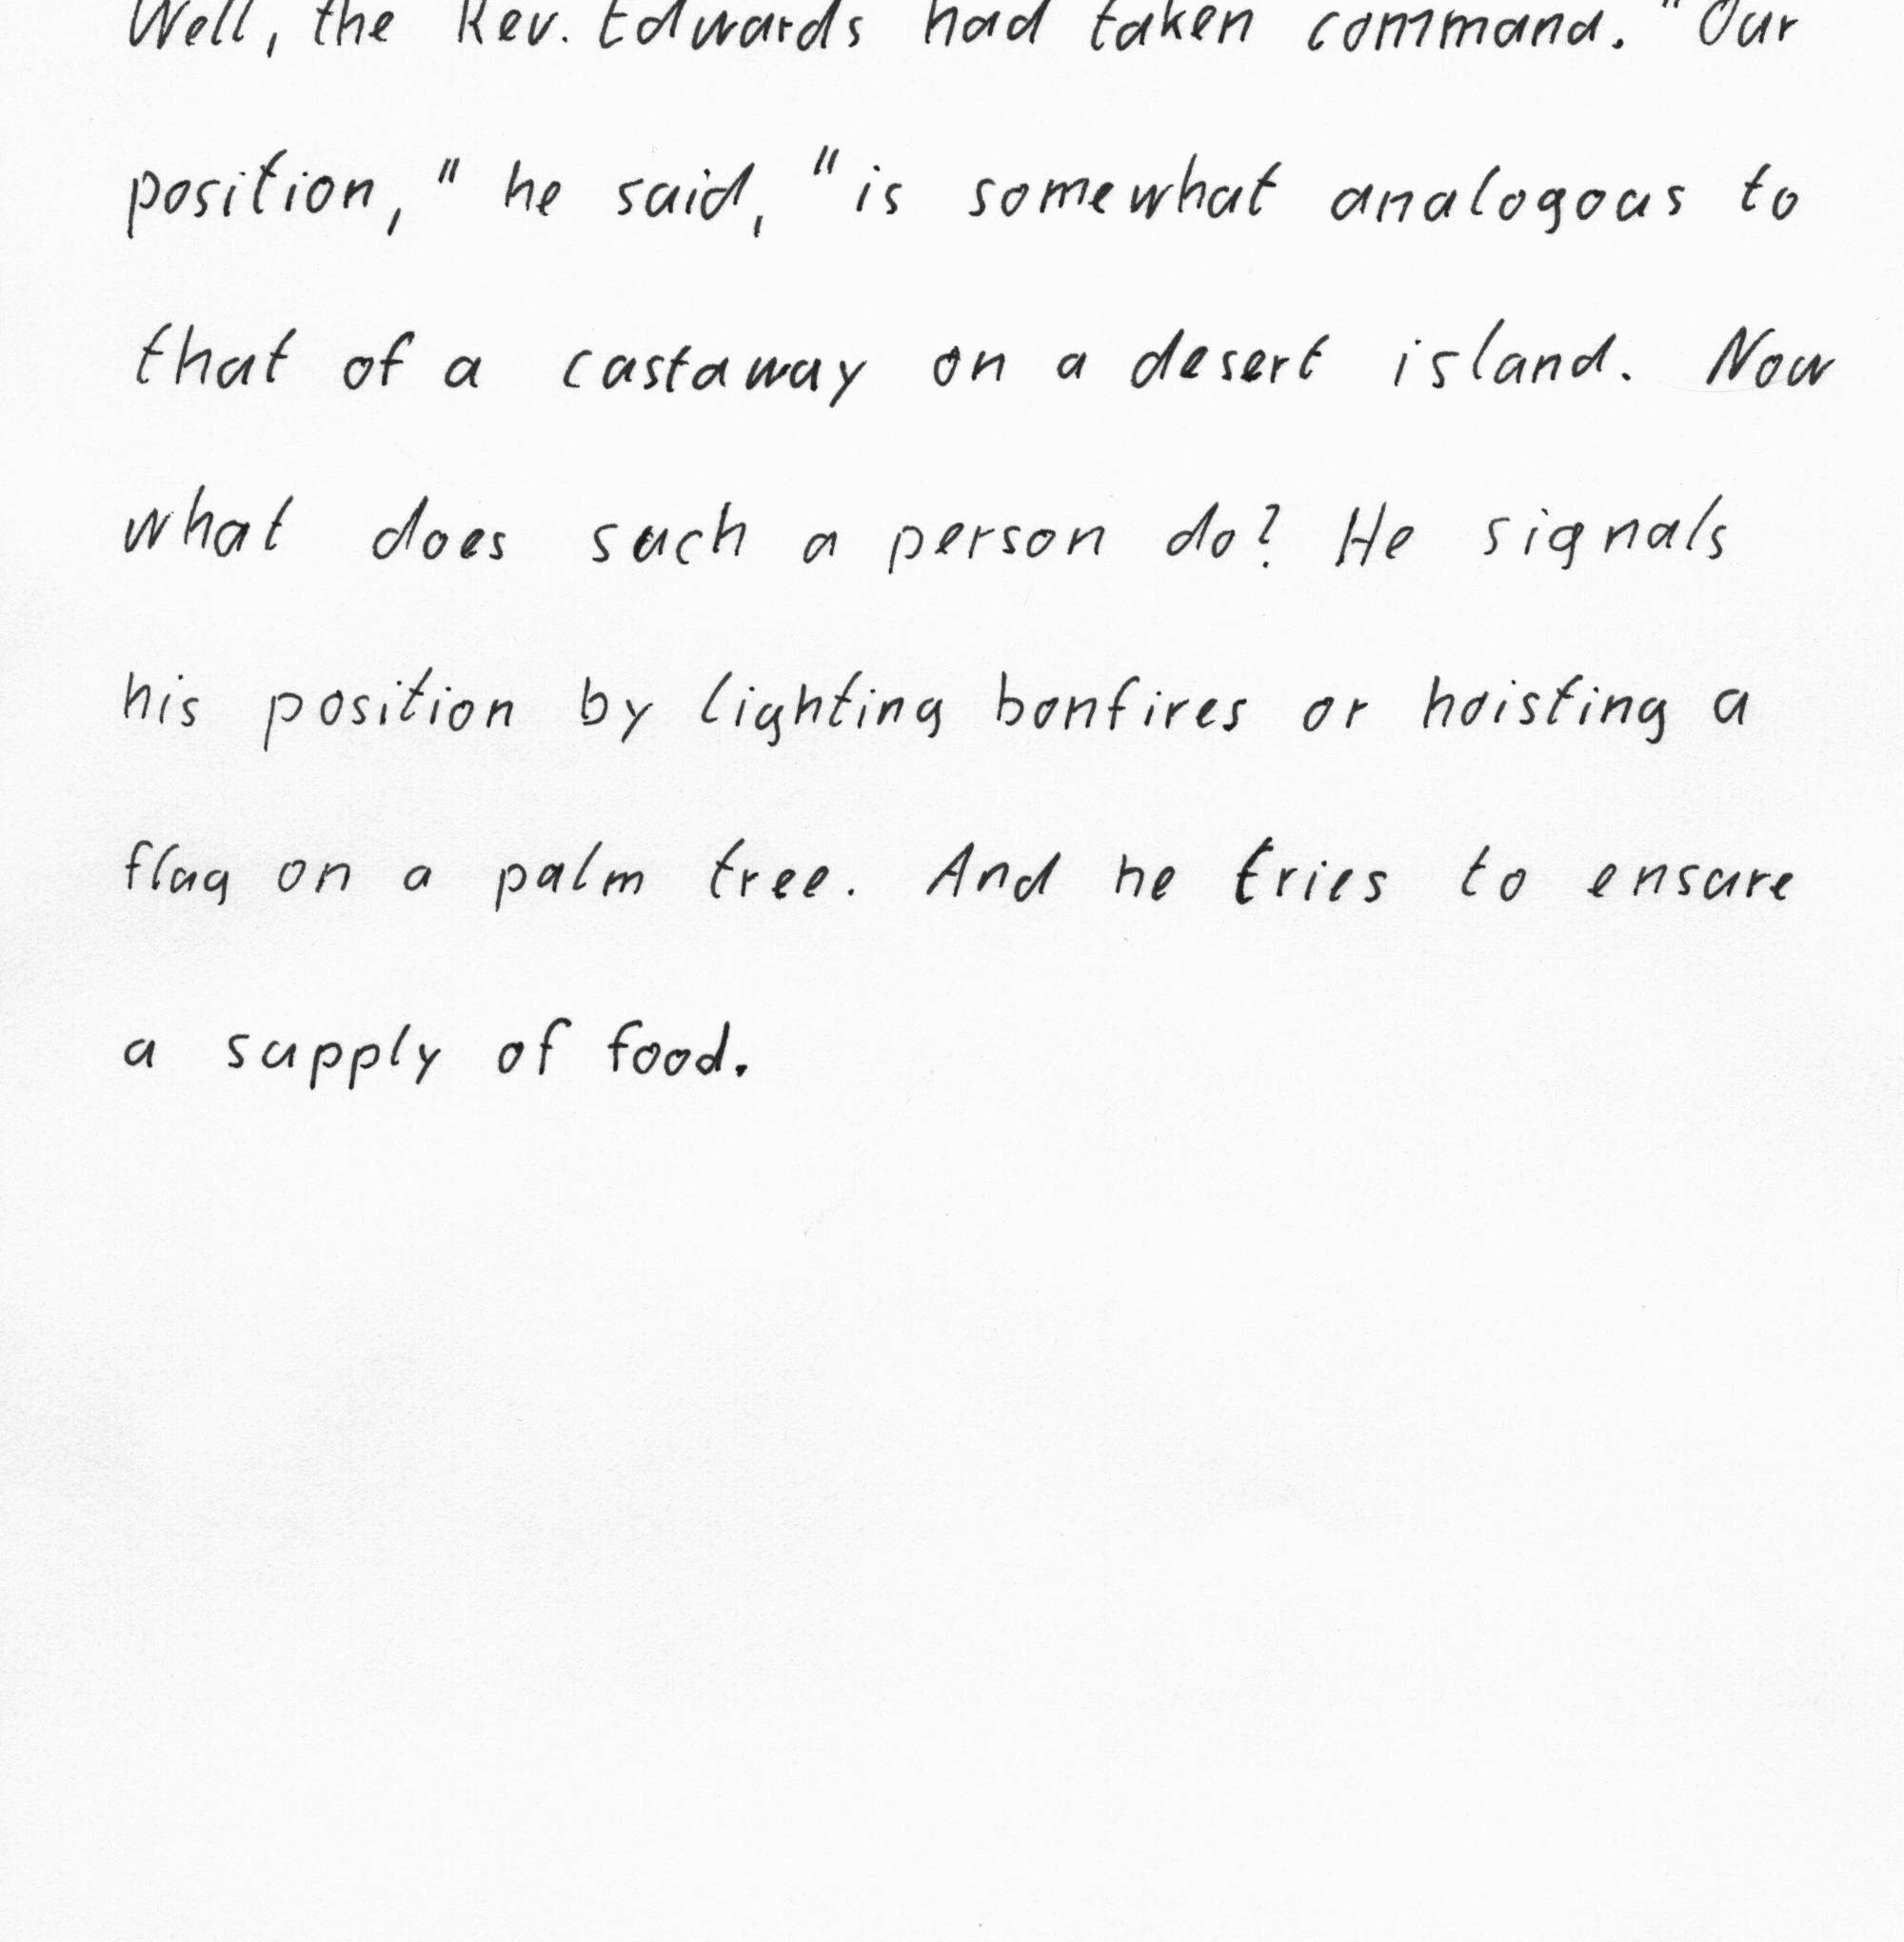 Well, the Rev. Edwards had taken command. "Our
position," he said, "is somewhat analogous to
that of a castaway on a desert island. Now
what does such a person do? He signals
his position by lighting bonfires or hoisting a
flag on a palm tree. And he tries to ensure
a supply of food.